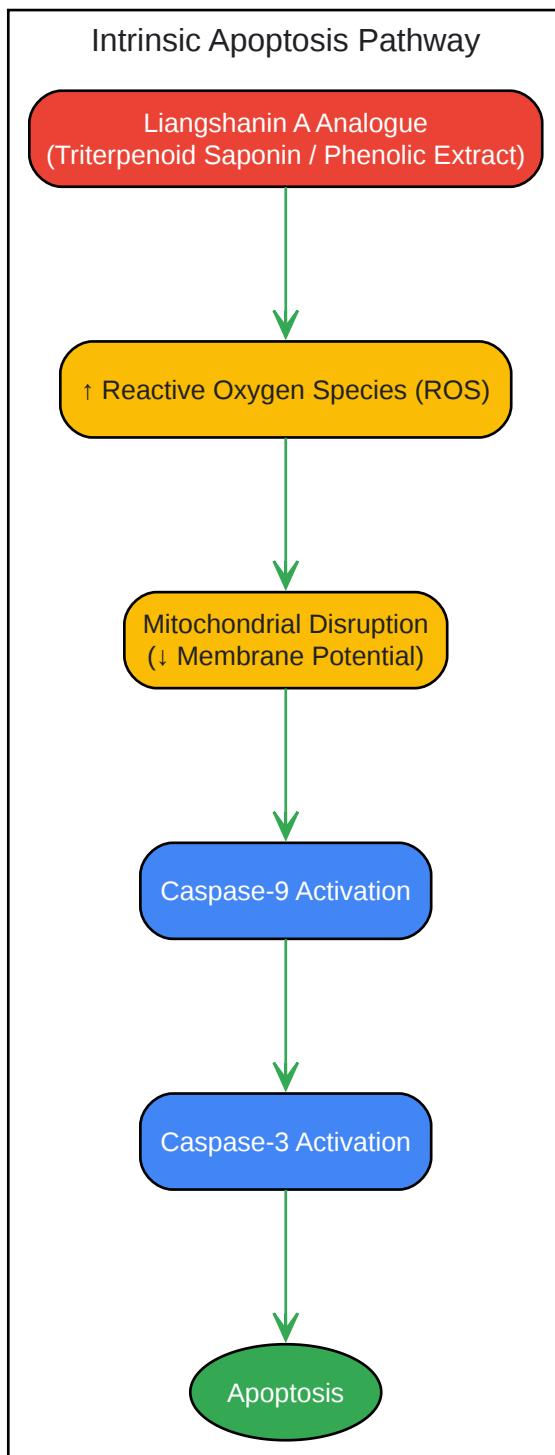 Intrinsic Apoptosis Pathway
Liangshanin A Analogue
(Triterpenoid Saponin / Phenolic Extract)
↑ Reactive Oxygen Species (ROS)
Mitochondrial Disruption
(↓ Membrane Potential)
Caspase-9 Activation
Caspase-3 Activation
Apoptosis